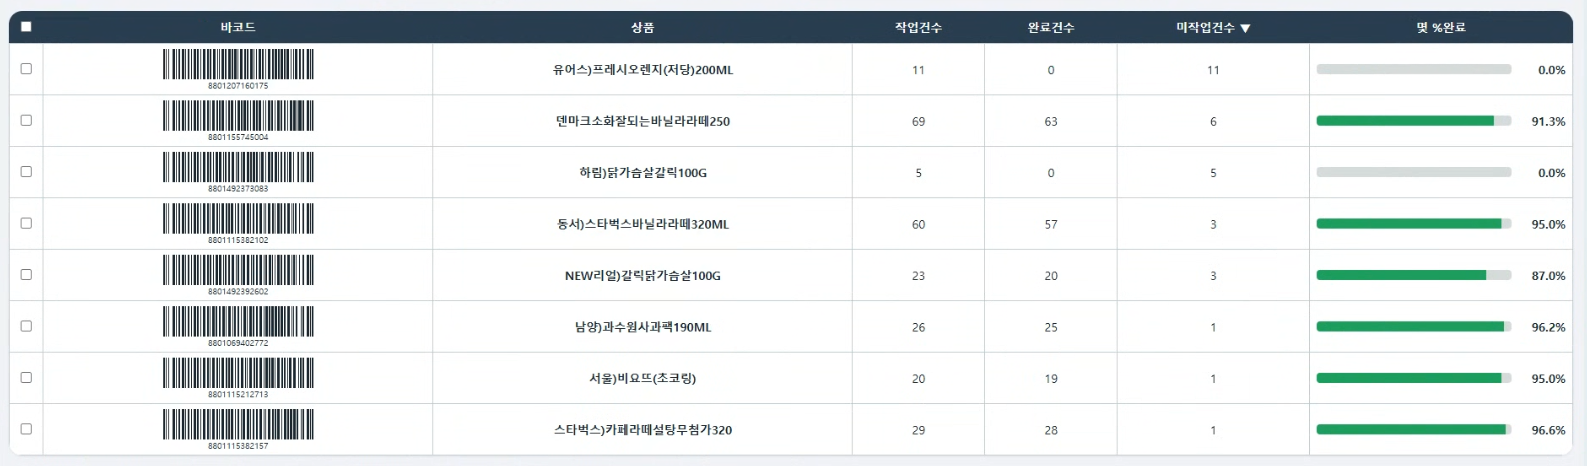 바코드 상품 작업건수 완료건수 미작업건수 ▼ 몇 %완료
유어스)프레시오렌지(저당)200ML 11 0 11 0.0%
8801207160175
덴마크소화잘되는바닐라라떼250 69 63 6 91.3%
8801155745004
하림)닭가슴살갈릭100G 5 0 5 0.0%
8801492373083
동서)스타벅스바닐라라떼320ML 60 57 3 95.0%
8801115382102
NEW리얼)갈릭닭가슴살100G 23 20 3 87.0%
8801492392602
남양)과수원사과팩190ML 26 25 1 96.2%
8801069402772
서울)비요뜨(초코링) 20 19 1 95.0%
8801115212713
스타벅스)카페라떼설탕무첨가320 29 28 1 96.6%
8801115382157